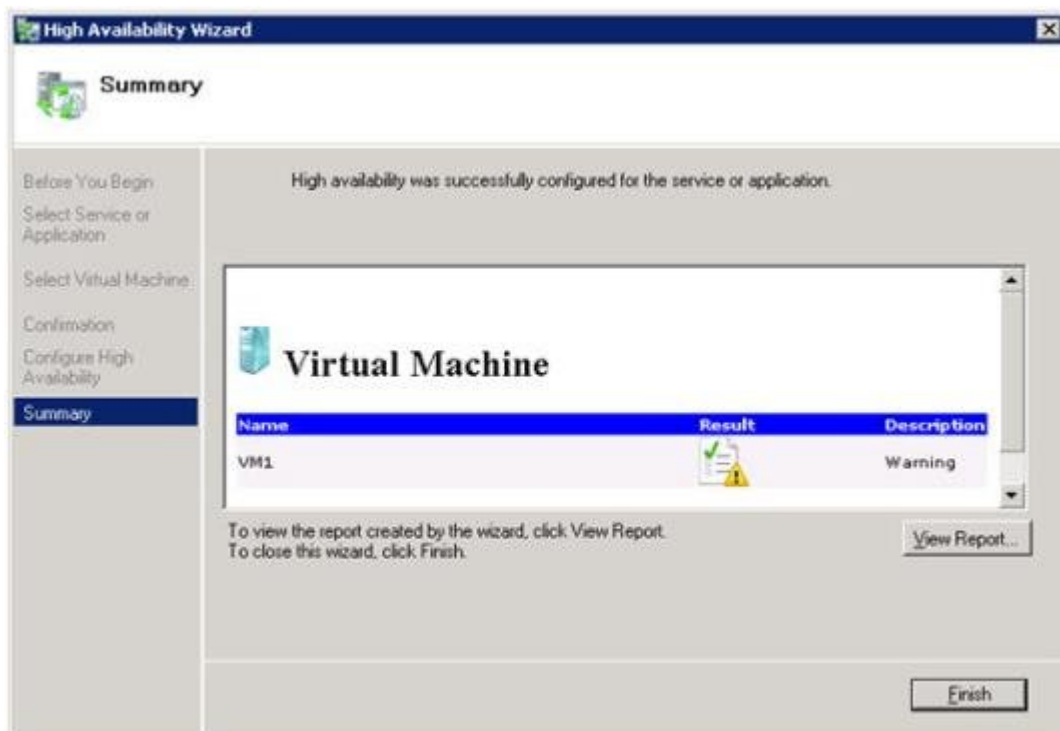 High Availability Wizard
Summary
Before You Begin
Select Service or
Application
Select Virtual Machine
Confirmation
Configure High
Availability
Summary
High availability was successfully configured for the service or application.
Virtual Machine
Name Result Description
VM1 Warning
To view the report created by the wizard, click View Report.
To close this wizard, click Finish.
View Report...
Finish